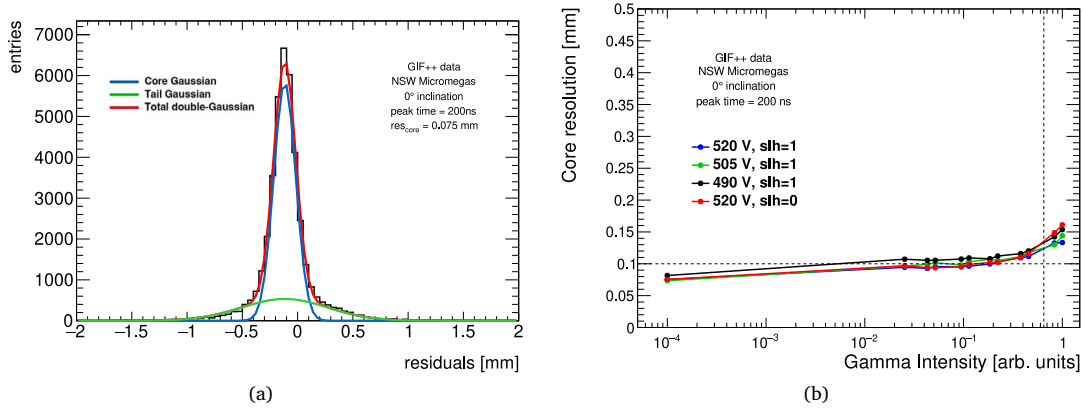 entries
7000
6000
5000
4000
3000
2000
1000
0
Core Gaussian
Tail Gaussian
Total double-Gaussian
GIF++ data
NSW Micromegas
0° inclination
peak time = 200ns
res_core = 0.075 mm
−2 −1.5 −1 −0.5 0 0.5 1 1.5 2
residuals [mm]
(a)
Core resolution [mm]
0.5
0.45
0.4
0.35
0.3
0.25
0.2
0.15
0.1
0.05
0
GIF++ data
NSW Micromegas
0° inclination
peak time = 200 ns
520 V, slh=1
505 V, slh=1
490 V, slh=1
520 V, slh=0
10⁻⁴ 10⁻³ 10⁻² 10⁻¹ 1
Gamma Intensity [arb. units]
(b)